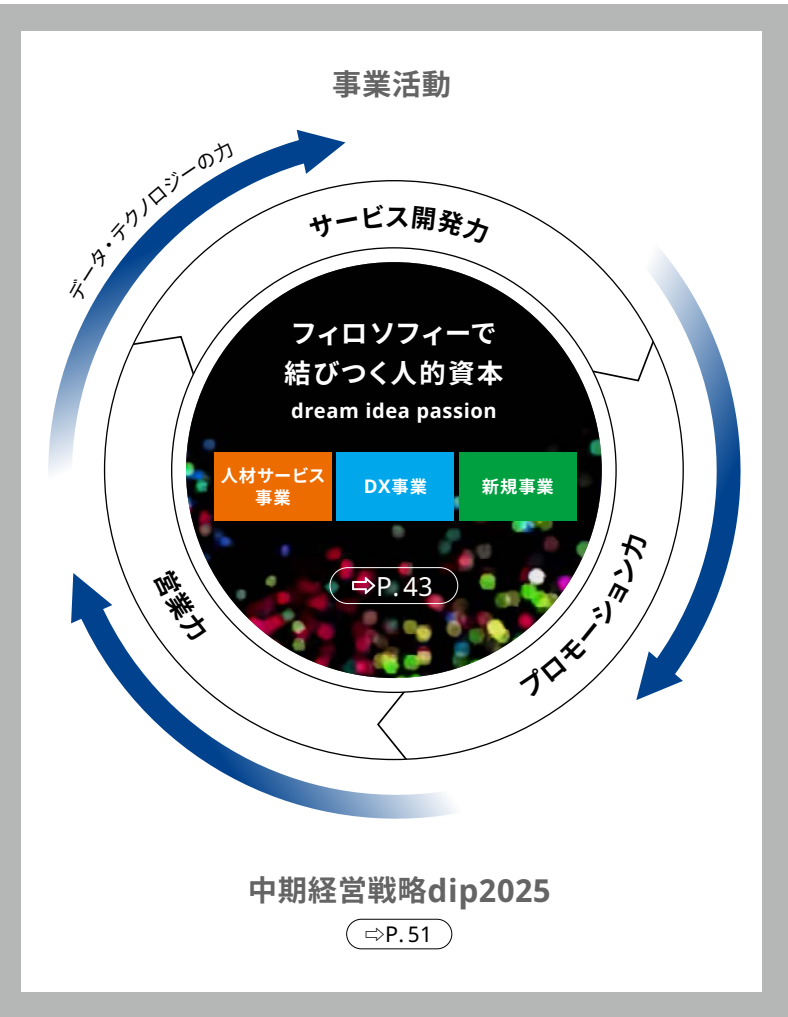 事業活動
データ・テクノロジーの力
サービス開発力
フィロソフィーで
結びつく人的資本
dream idea passion
人材サービス
事業
DX事業
新規事業
⇨P. 43
営業力
プロモーション力
中期経営戦略dip2025
⇨P. 51